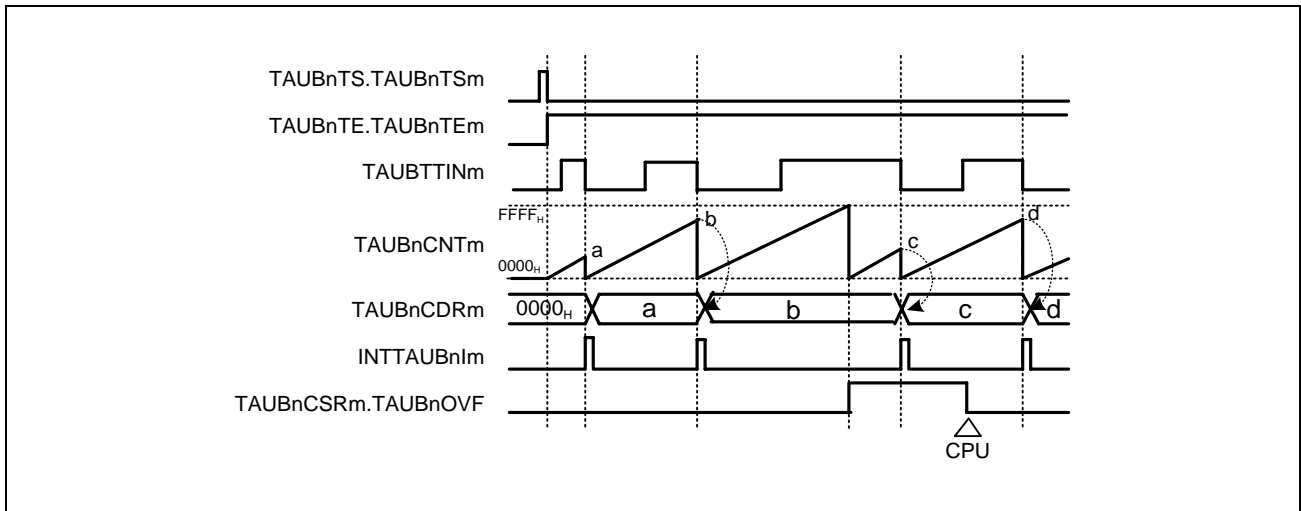 TAUBnTS.TAUBnTSm
TAUBnTE.TAUBnTEm
TAUBTTINm
FFFFH
TAUBnCNTm
0000H
a
b
c
d
TAUBnCDRm
0000H a b c d
INTTAUBnIm
TAUBnCSRm.TAUBnOVF
CPU